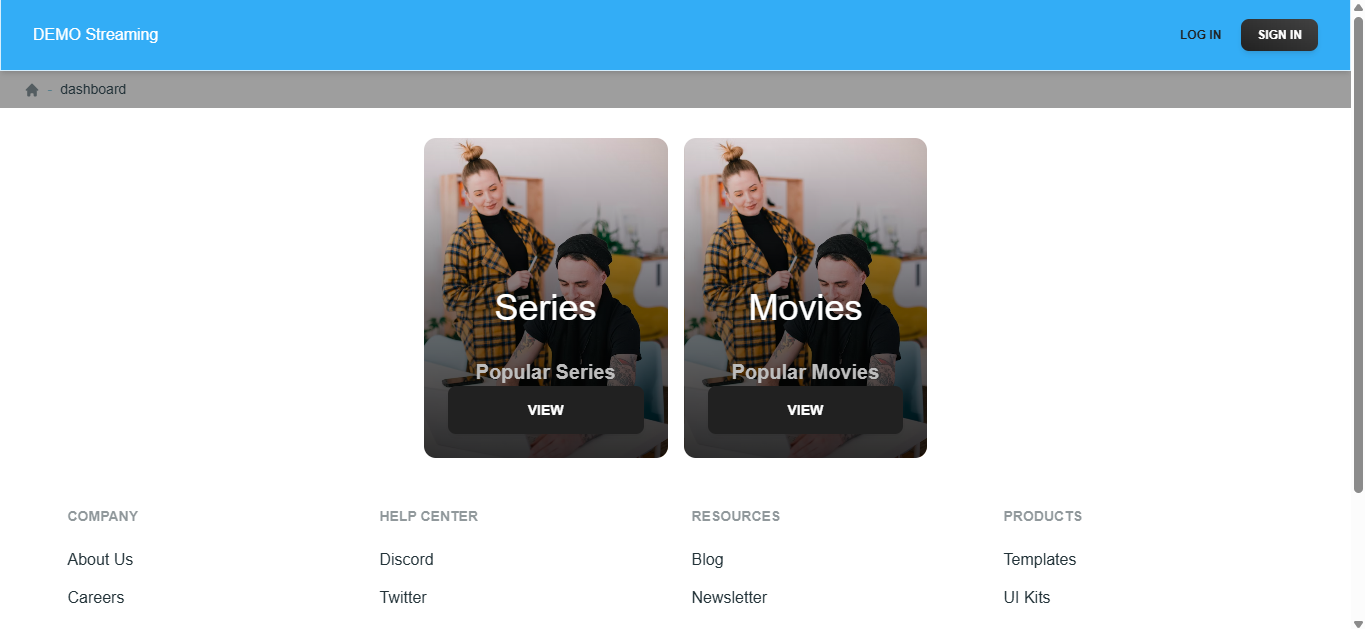 DEMO Streaming
LOG IN
SIGN IN
- dashboard
Series
Popular Series
VIEW
Movies
Popular Movies
VIEW
COMPANY
About Us
Careers
HELP CENTER
Discord
Twitter
RESOURCES
Blog
Newsletter
PRODUCTS
Templates
UI Kits